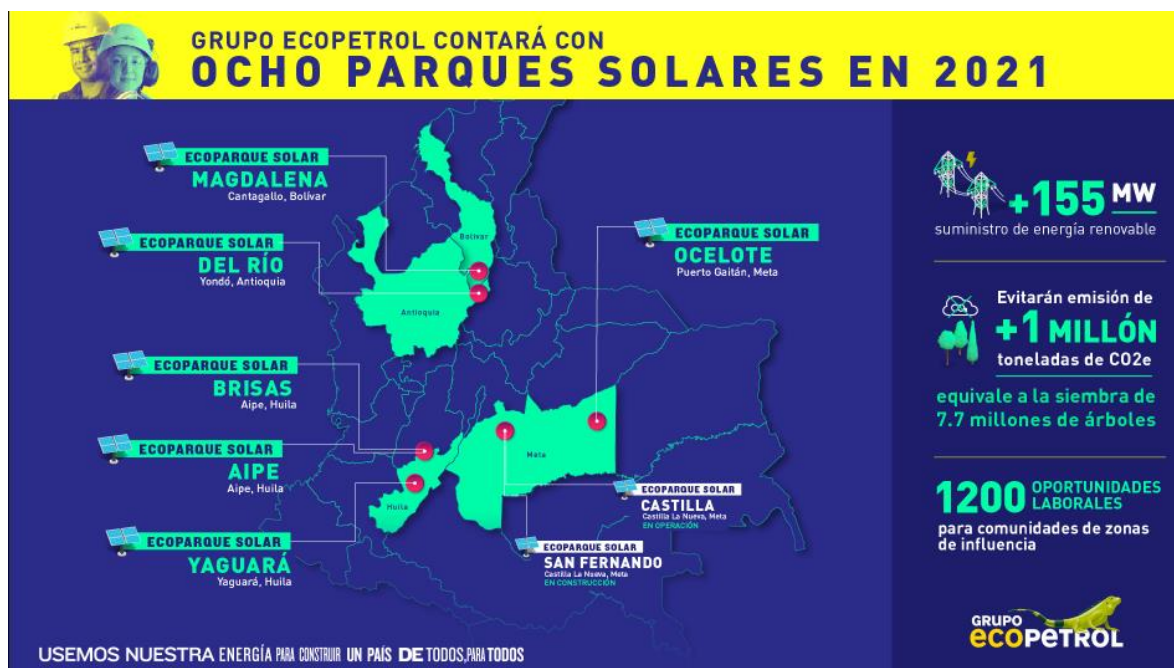 GRUPO ECOPETROL CONTARÁ CON
OCHO PARQUES SOLARES EN 2021
ECOPARQUE SOLAR
MAGDALENA
Cantagallo, Bolívar
ECOPARQUE SOLAR
DEL RÍO
Yondó, Antioquia
ECOPARQUE SOLAR
BRISAS
Aipe, Huila
ECOPARQUE SOLAR
AIPE
Aipe, Huila
ECOPARQUE SOLAR
YAGUARÁ
Yaguará, Huila
Bolívar
Antioquia
Meta
Huila
ECOPARQUE SOLAR
OCELOTE
Puerto Gaitán, Meta
ECOPARQUE SOLAR
CASTILLA
Castilla La Nueva, Meta
EN OPERACIÓN
ECOPARQUE SOLAR
SAN FERNANDO
Castilla La Nueva, Meta
EN CONSTRUCCIÓN
+155 MW
suministro de energía renovable
Evitarán emisión de
+1 MILLÓN
toneladas de CO2e
equivale a la siembra de
7.7 millones de árboles
1200 OPORTUNIDADES
LABORALES
para comunidades de zonas
de influencia
GRUPO
ecopetrol
USEMOS NUESTRA ENERGÍA PARA CONSTRUIR UN PAÍS DE TODOS, PARA TODOS